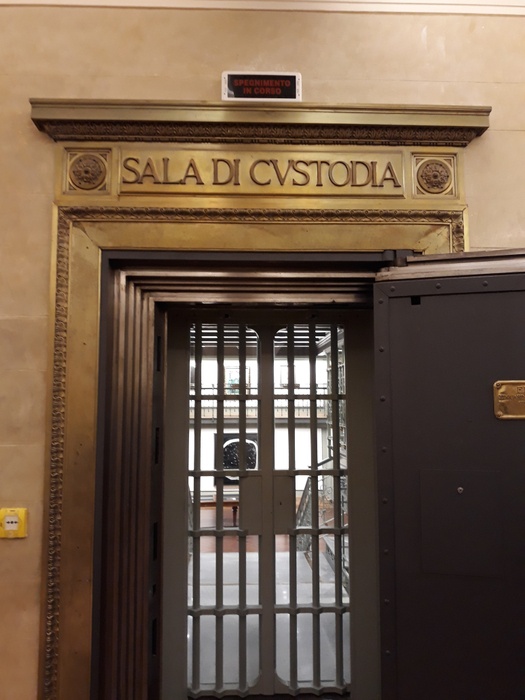 SPEGNIMENTO
IN CORSO
SALA DI CVSTODIA